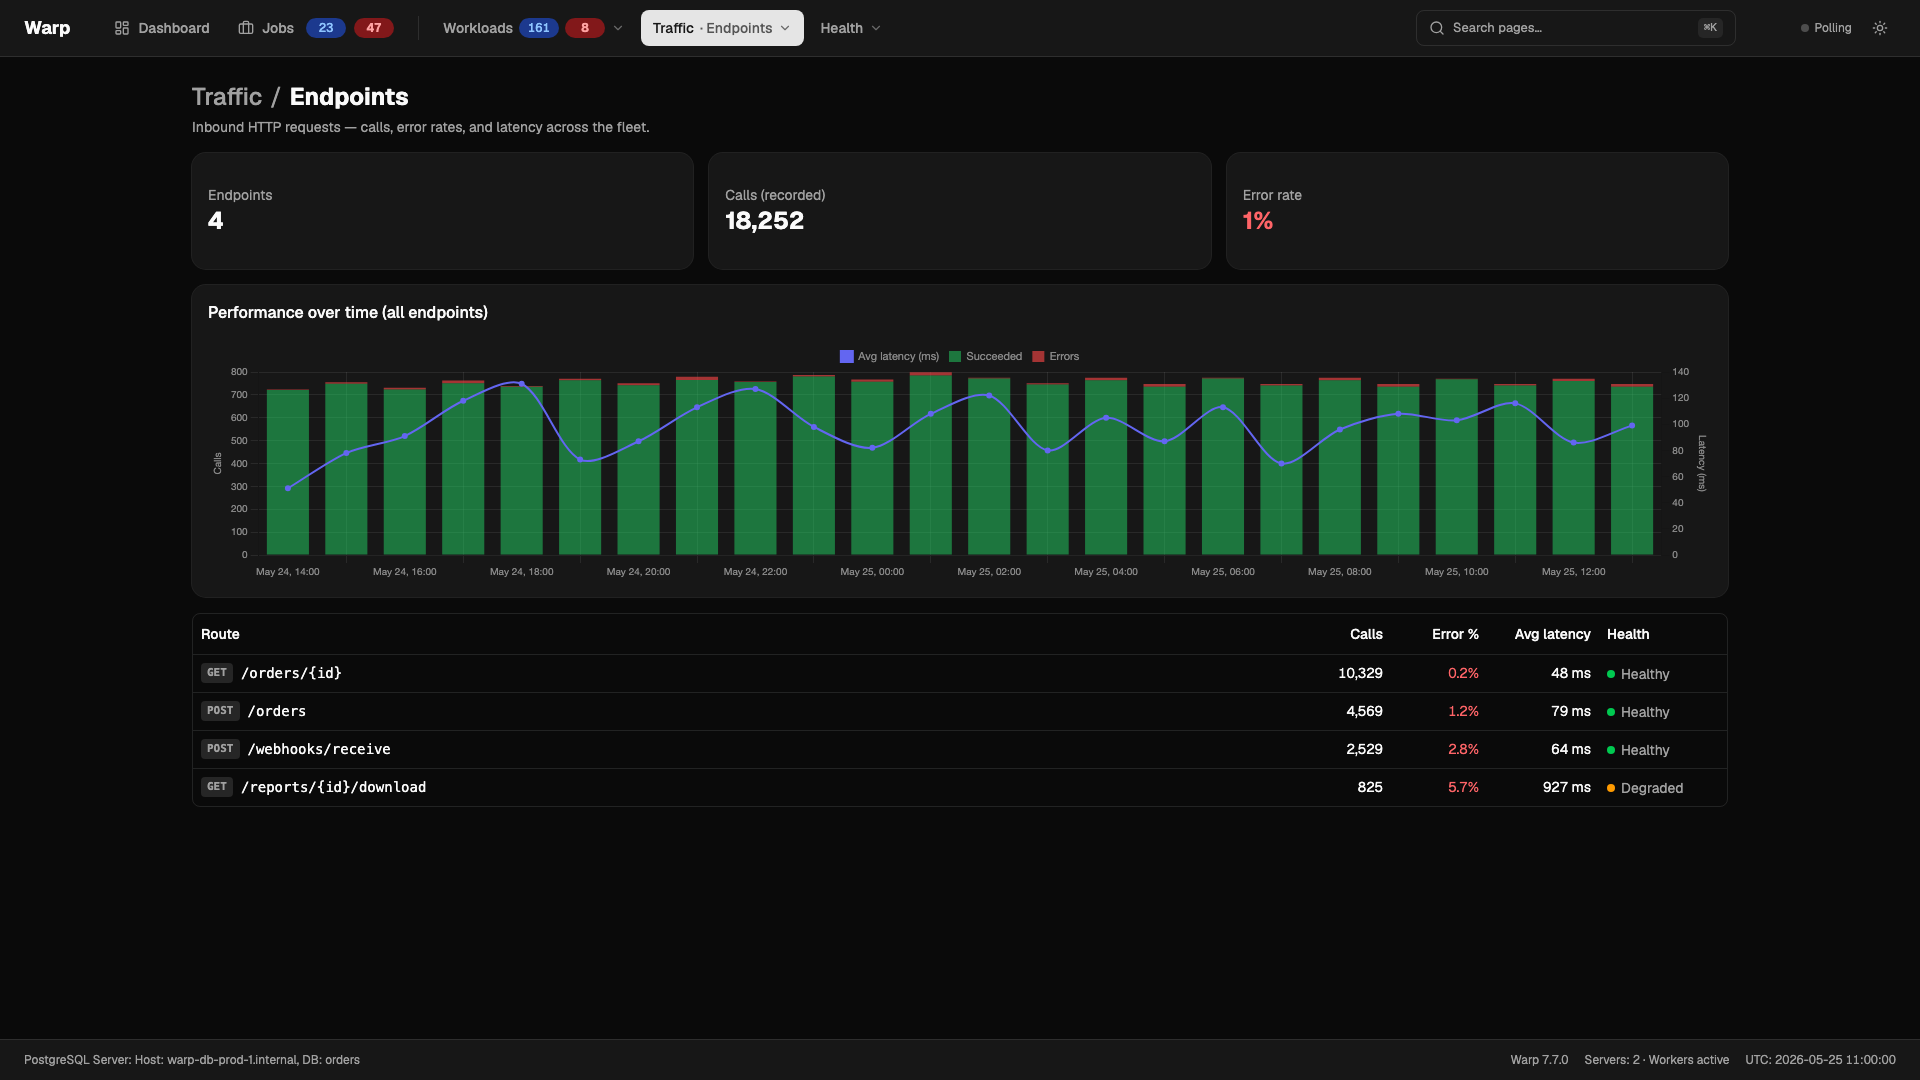 Warp
Dashboard
Jobs 23 47
Workloads 161 8
Traffic · Endpoints
Health
Search pages...
⌘K
Polling
Traffic / Endpoints
Inbound HTTP requests — calls, error rates, and latency across the fleet.
Endpoints
4
Calls (recorded)
18,252
Error rate
1%
Performance over time (all endpoints)
Avg latency (ms) Succeeded Errors
Calls
800
700
600
500
400
300
200
100
0
Latency (ms)
140
120
100
80
60
40
20
0
May 24, 14:00 May 24, 16:00 May 24, 18:00 May 24, 20:00 May 24, 22:00 May 25, 00:00 May 25, 02:00 May 25, 04:00 May 25, 06:00 May 25, 08:00 May 25, 10:00 May 25, 12:00
Route Calls Error % Avg latency Health
GET /orders/{id} 10,329 0.2% 48 ms Healthy
POST /orders 4,569 1.2% 79 ms Healthy
POST /webhooks/receive 2,529 2.8% 64 ms Healthy
GET /reports/{id}/download 825 5.7% 927 ms Degraded
PostgreSQL Server: Host: warp-db-prod-1.internal, DB: orders
Warp 7.7.0 Servers: 2 · Workers active UTC: 2026-05-25 11:00:00